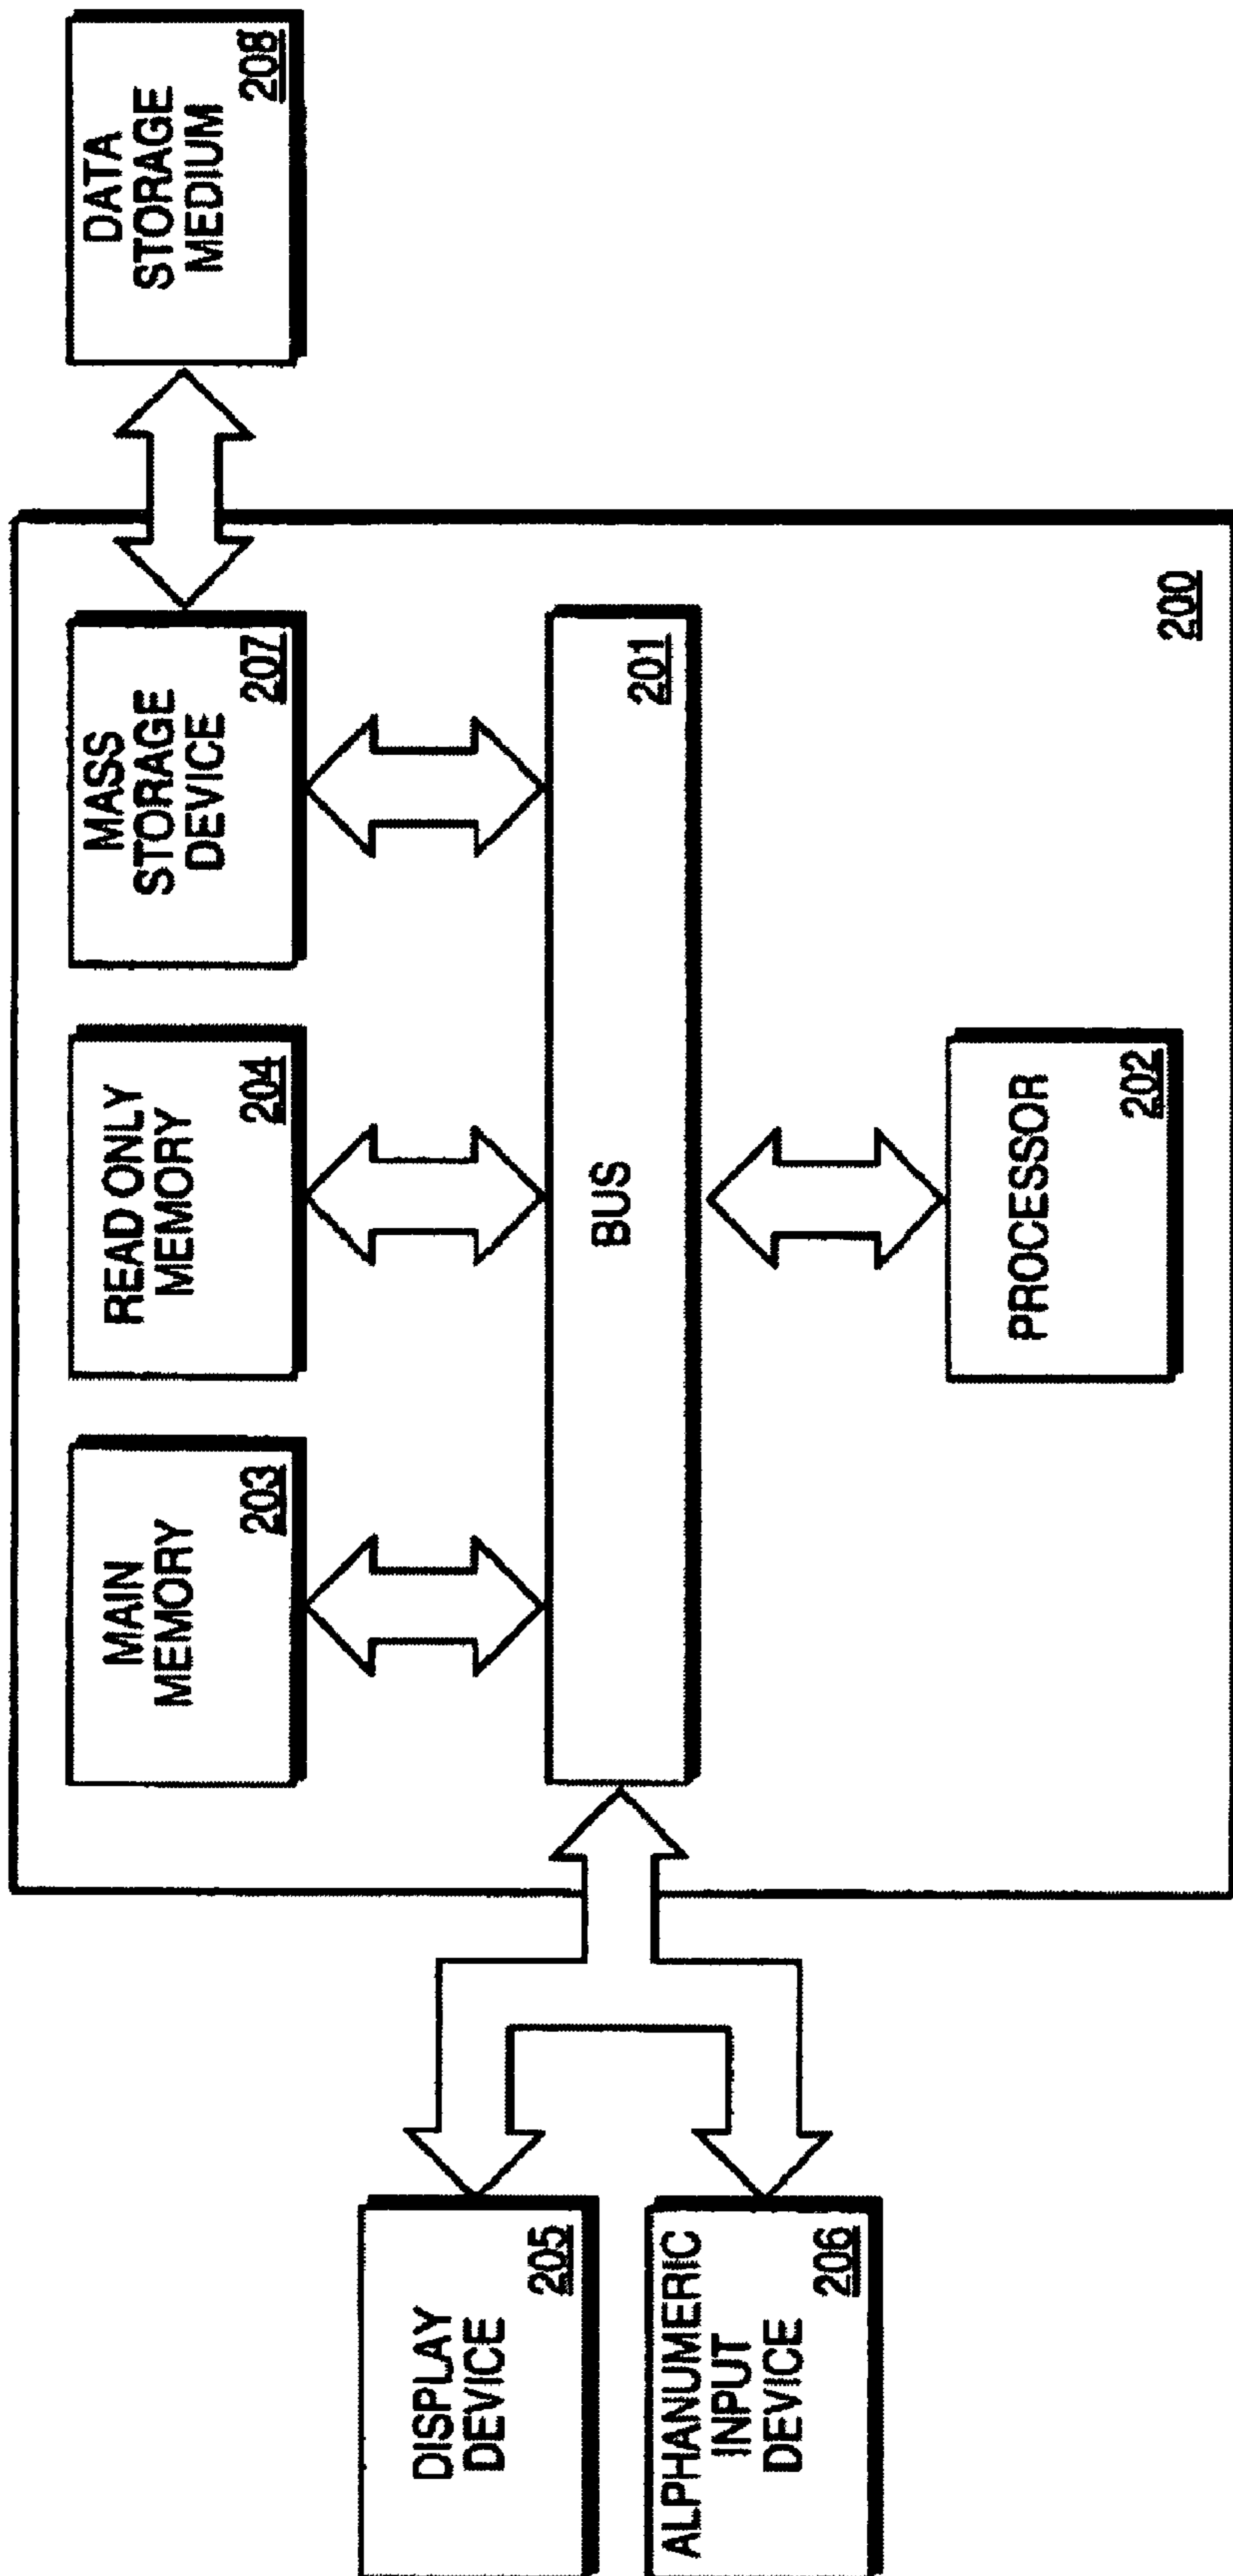 MAIN
MEMORY
203
READ ONLY
MEMORY
204
MASS
STORAGE
DEVICE
207
DATA
STORAGE
MEDIUM
208
DISPLAY
DEVICE
205
BUS
201
ALPHANUMERIC
INPUT
DEVICE
206
PROCESSOR
202
200